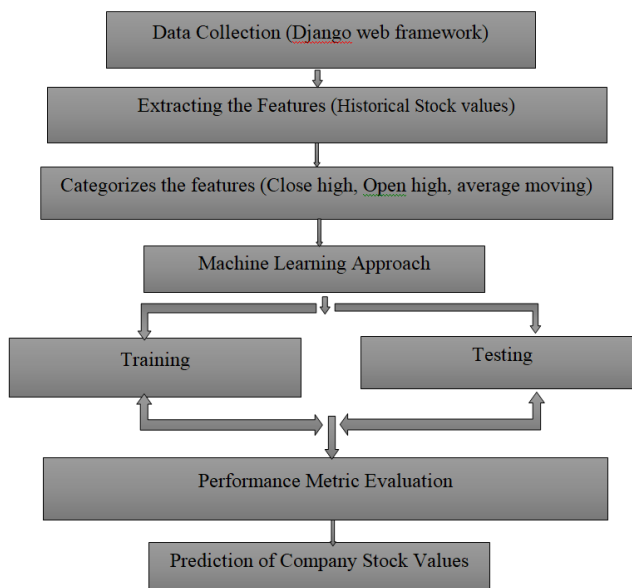 Data Collection (Django web framework)
Extracting the Features (Historical Stock values)
Categorizes the features (Close high, Open high, average moving)
Machine Learning Approach
Training
Testing
Performance Metric Evaluation
Prediction of Company Stock Values